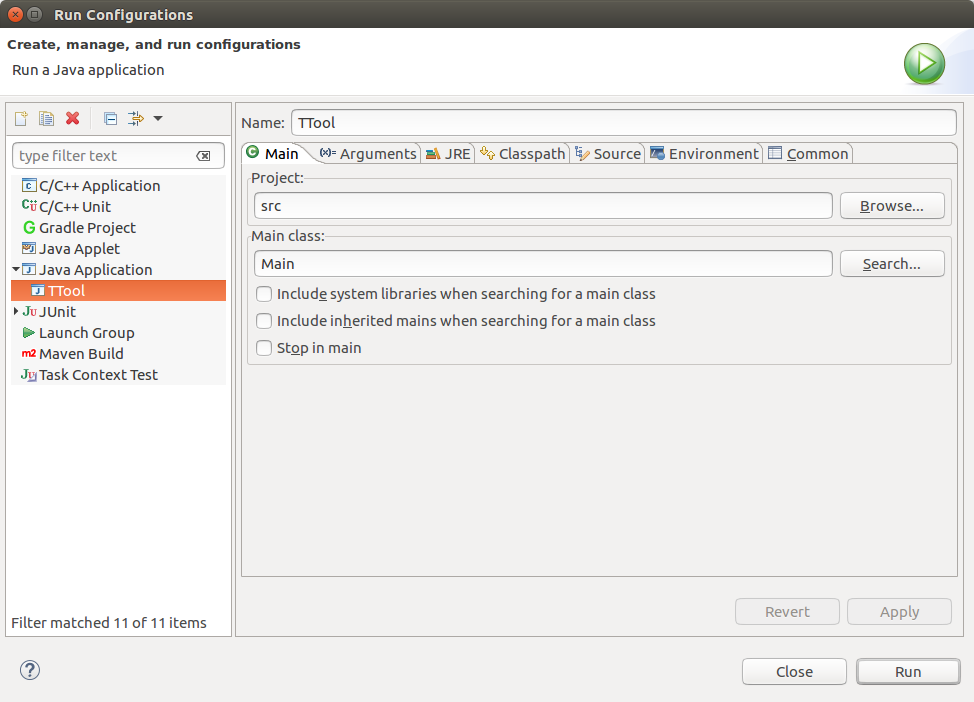 Run Configurations
Create, manage, and run configurations
Run a Java application
Name: TTool
type filter text
Main (x)= Arguments JRE Classpath Source Environment Common
Project:
src Browse...
Main class:
Main Search...
Include system libraries when searching for a main class
Include inherited mains when searching for a main class
Stop in main
C/C++ Application
C/C++ Unit
Gradle Project
Java Applet
Java Application
TTool
JUnit
Launch Group
m2 Maven Build
Task Context Test
Filter matched 11 of 11 items
Revert Apply
? Close Run